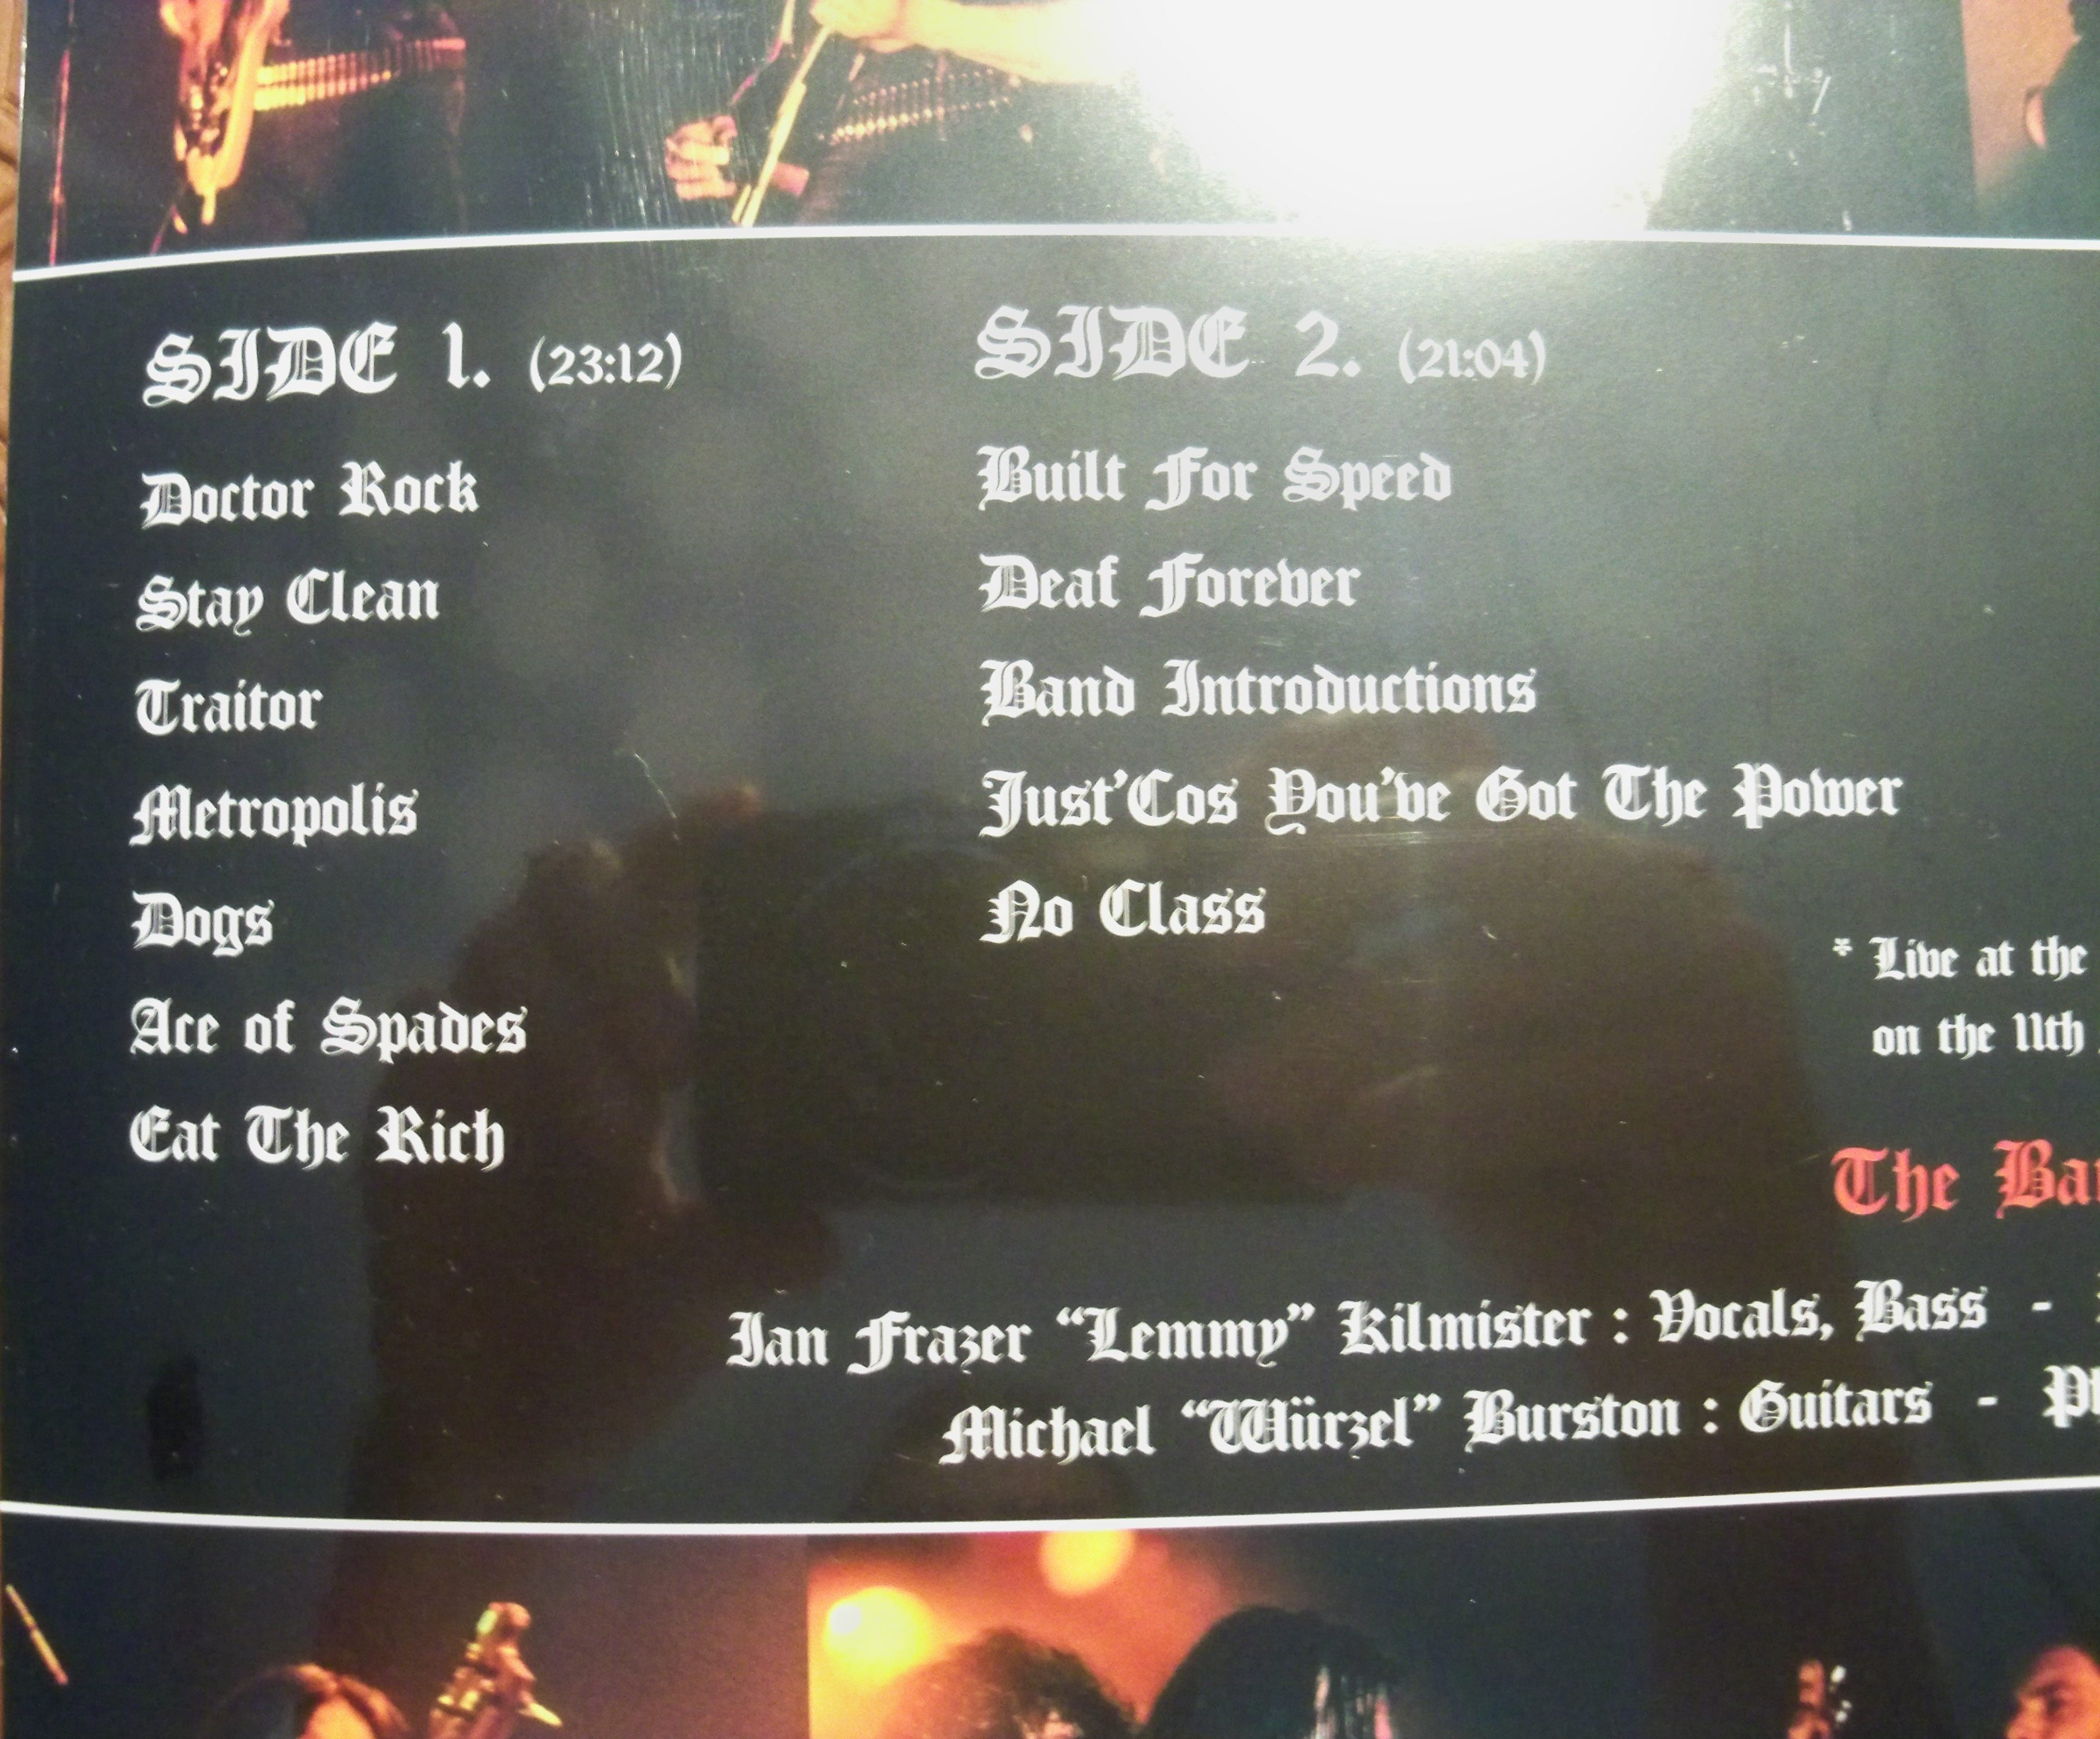 SIDE 1. (23:12)
Doctor Rock
Stay Clean
Traitor
Metropolis
Dogs
Ace of Spades
Eat The Rich
SIDE 2. (21:04)
Built For Speed
Deaf Forever
Band Introductions
Just'Cos You've Got The Power
No Class
* Live at the
on the 11th
The
Ian Frazer “Lemmy” Kilmister : Vocals, Bass -
Michael “Würzel” Burston : Guitars -